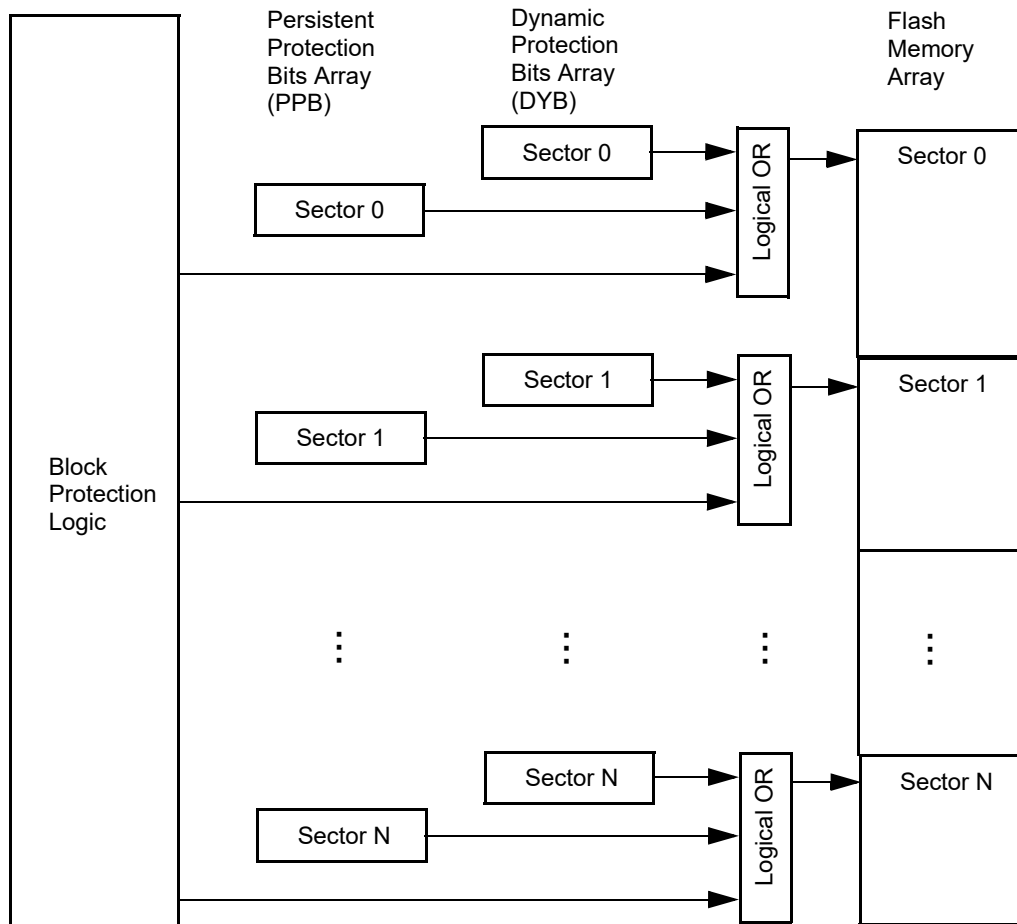 Persistent
Protection
Bits Array
(PPB)
Dynamic
Protection
Bits Array
(DYB)
Flash
Memory
Array
Sector 0
Sector 0
Logical OR
Sector 0
Sector 1
Sector 1
Logical OR
Sector 1
Block
Protection
Logic
⋮ ⋮ ⋮ ⋮
Sector N
Sector N
Logical OR
Sector N